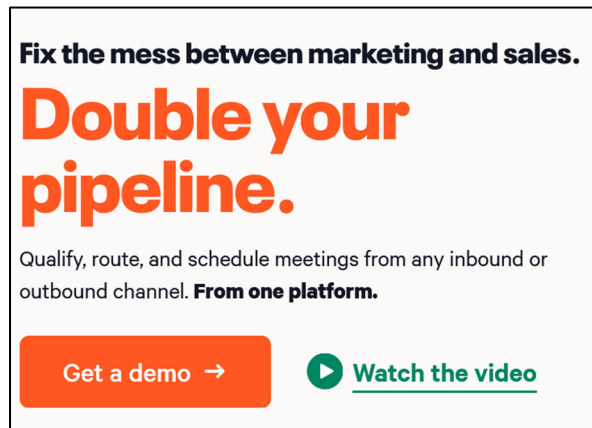 Fix the mess between marketing and sales.
Double your
pipeline.
Qualify, route, and schedule meetings from any inbound or
outbound channel. From one platform.
Get a demo →
Watch the video